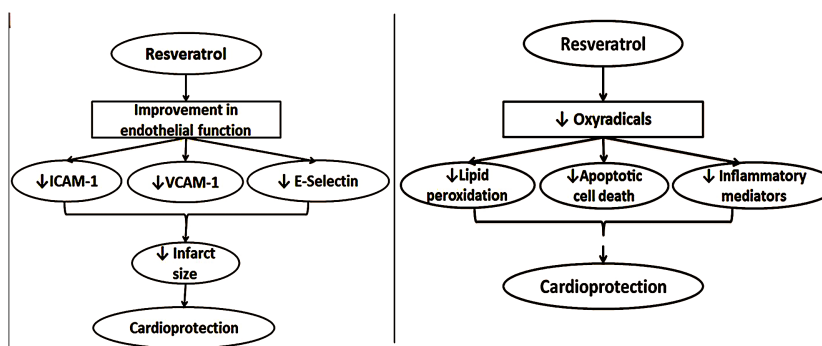 Resveratrol
Improvement in
endothelial function
↓ICAM-1
↓VCAM-1
↓ E-Selectin
↓ Infarct
size
Cardioprotection
Resveratrol
↓ Oxyradicals
↓Lipid
peroxidation
↓Apoptotic
cell death
↓ Inflammatory
mediators
Cardioprotection